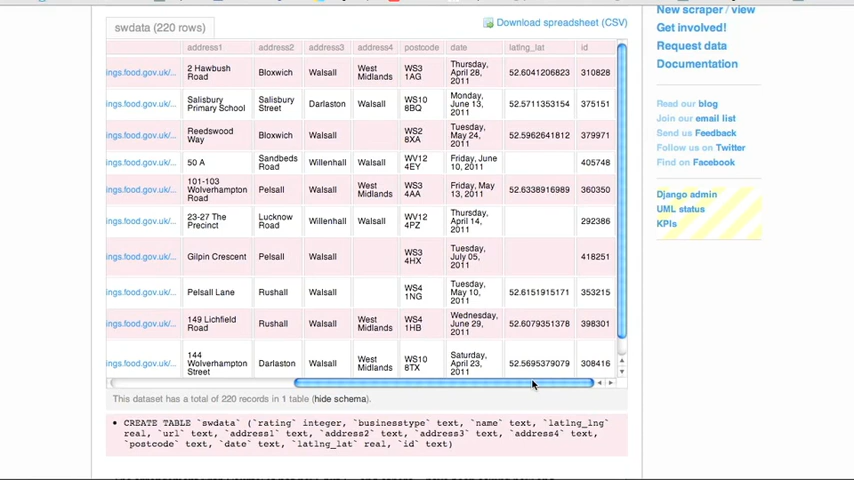 swdata (220 rows)
Download spreadsheet (CSV)
address1 address2 address3 address4 postcode date latlng_lat id
ings.food.gov.uk/... 2 Hawbush Road Bloxwich Walsall West Midlands WS3 1AG Thursday, April 28, 2011 52.6041206823 310828
ings.food.gov.uk/... Salisbury Primary School Salisbury Street Darlaston Walsall WS10 8BQ Monday, June 13, 2011 52.5711353154 375151
ings.food.gov.uk/... Reedswood Way Bloxwich Walsall WS2 8XA Tuesday, May 24, 2011 52.5962641812 379971
ings.food.gov.uk/... 50 A Sandbeds Road Willenhall Walsall WV12 4EY Friday, June 10, 2011 405748
ings.food.gov.uk/... 101-103 Wolverhampton Road Pelsall Walsall West Midlands WS3 4AA Friday, May 13, 2011 52.6338916989 360350
ings.food.gov.uk/... 23-27 The Precinct Lucknow Road Willenhall Walsall WV12 4PZ Thursday, April 14, 2011 292386
ings.food.gov.uk/... Gilpin Crescent Pelsall Walsall WS3 4HX Tuesday, July 05, 2011 418251
ings.food.gov.uk/... Pelsall Lane Rushall Walsall WS4 1NG Tuesday, May 10, 2011 52.6151915171 353215
ings.food.gov.uk/... 149 Lichfield Road Rushall Walsall West Midlands WS4 1HB Wednesday, June 29, 2011 52.6079351378 398301
ings.food.gov.uk/... 144 Wolverhampton Street Darlaston Walsall West Midlands WS10 8TX Saturday, April 23, 2011 52.5695379079 308416
This dataset has a total of 220 records in 1 table (hide schema).
• CREATE TABLE `swdata` (`rating` integer, `businesstype` text, `name` text, `latlng_lng`
real, `url` text, `address1` text, `address2` text, `address3` text, `address4` text,
`postcode` text, `date` text, `latlng_lat` real, `id` text)
New scraper / view
Get involved!
Request data
Documentation
Read our blog
Join our email list
Send us Feedback
Follow us on Twitter
Find on Facebook
Django admin
UML status
KPIs